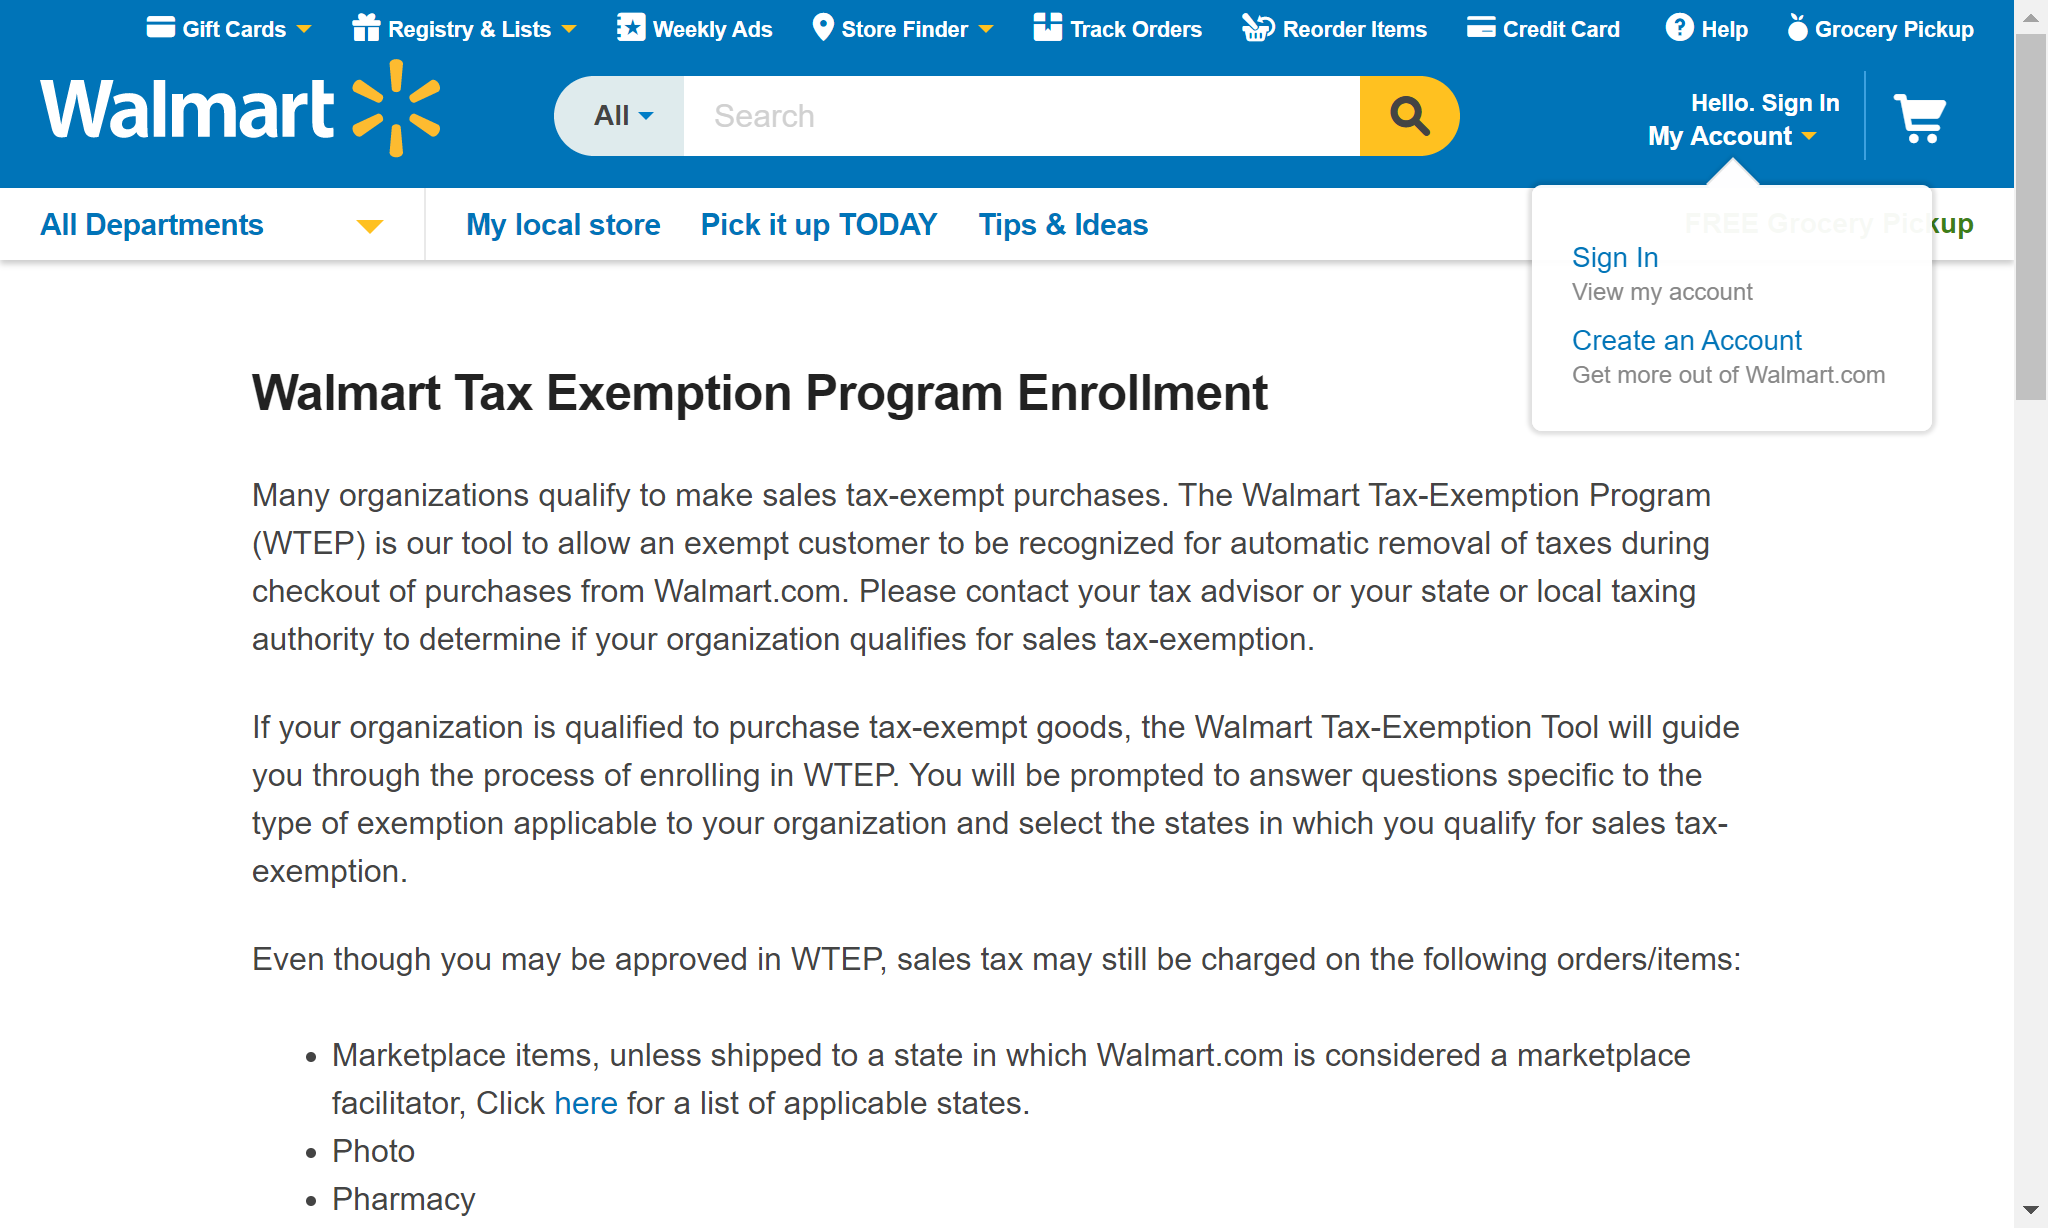 Gift Cards
Registry & Lists
Weekly Ads
Store Finder
Track Orders
Reorder Items
Credit Card
Help
Grocery Pickup
Walmart
All
Search
Hello. Sign In
My Account
All Departments
My local store
Pick it up TODAY
Tips & Ideas
FREE Grocery Pickup
Sign In
View my account
Create an Account
Get more out of Walmart.com
Walmart Tax Exemption Program Enrollment
Many organizations qualify to make sales tax-exempt purchases. The Walmart Tax-Exemption Program
(WTEP) is our tool to allow an exempt customer to be recognized for automatic removal of taxes during
checkout of purchases from Walmart.com. Please contact your tax advisor or your state or local taxing
authority to determine if your organization qualifies for sales tax-exemption.
If your organization is qualified to purchase tax-exempt goods, the Walmart Tax-Exemption Tool will guide
you through the process of enrolling in WTEP. You will be prompted to answer questions specific to the
type of exemption applicable to your organization and select the states in which you qualify for sales tax-
exemption.
Even though you may be approved in WTEP, sales tax may still be charged on the following orders/items:
• Marketplace items, unless shipped to a state in which Walmart.com is considered a marketplace
facilitator, Click here for a list of applicable states.
• Photo
• Pharmacy